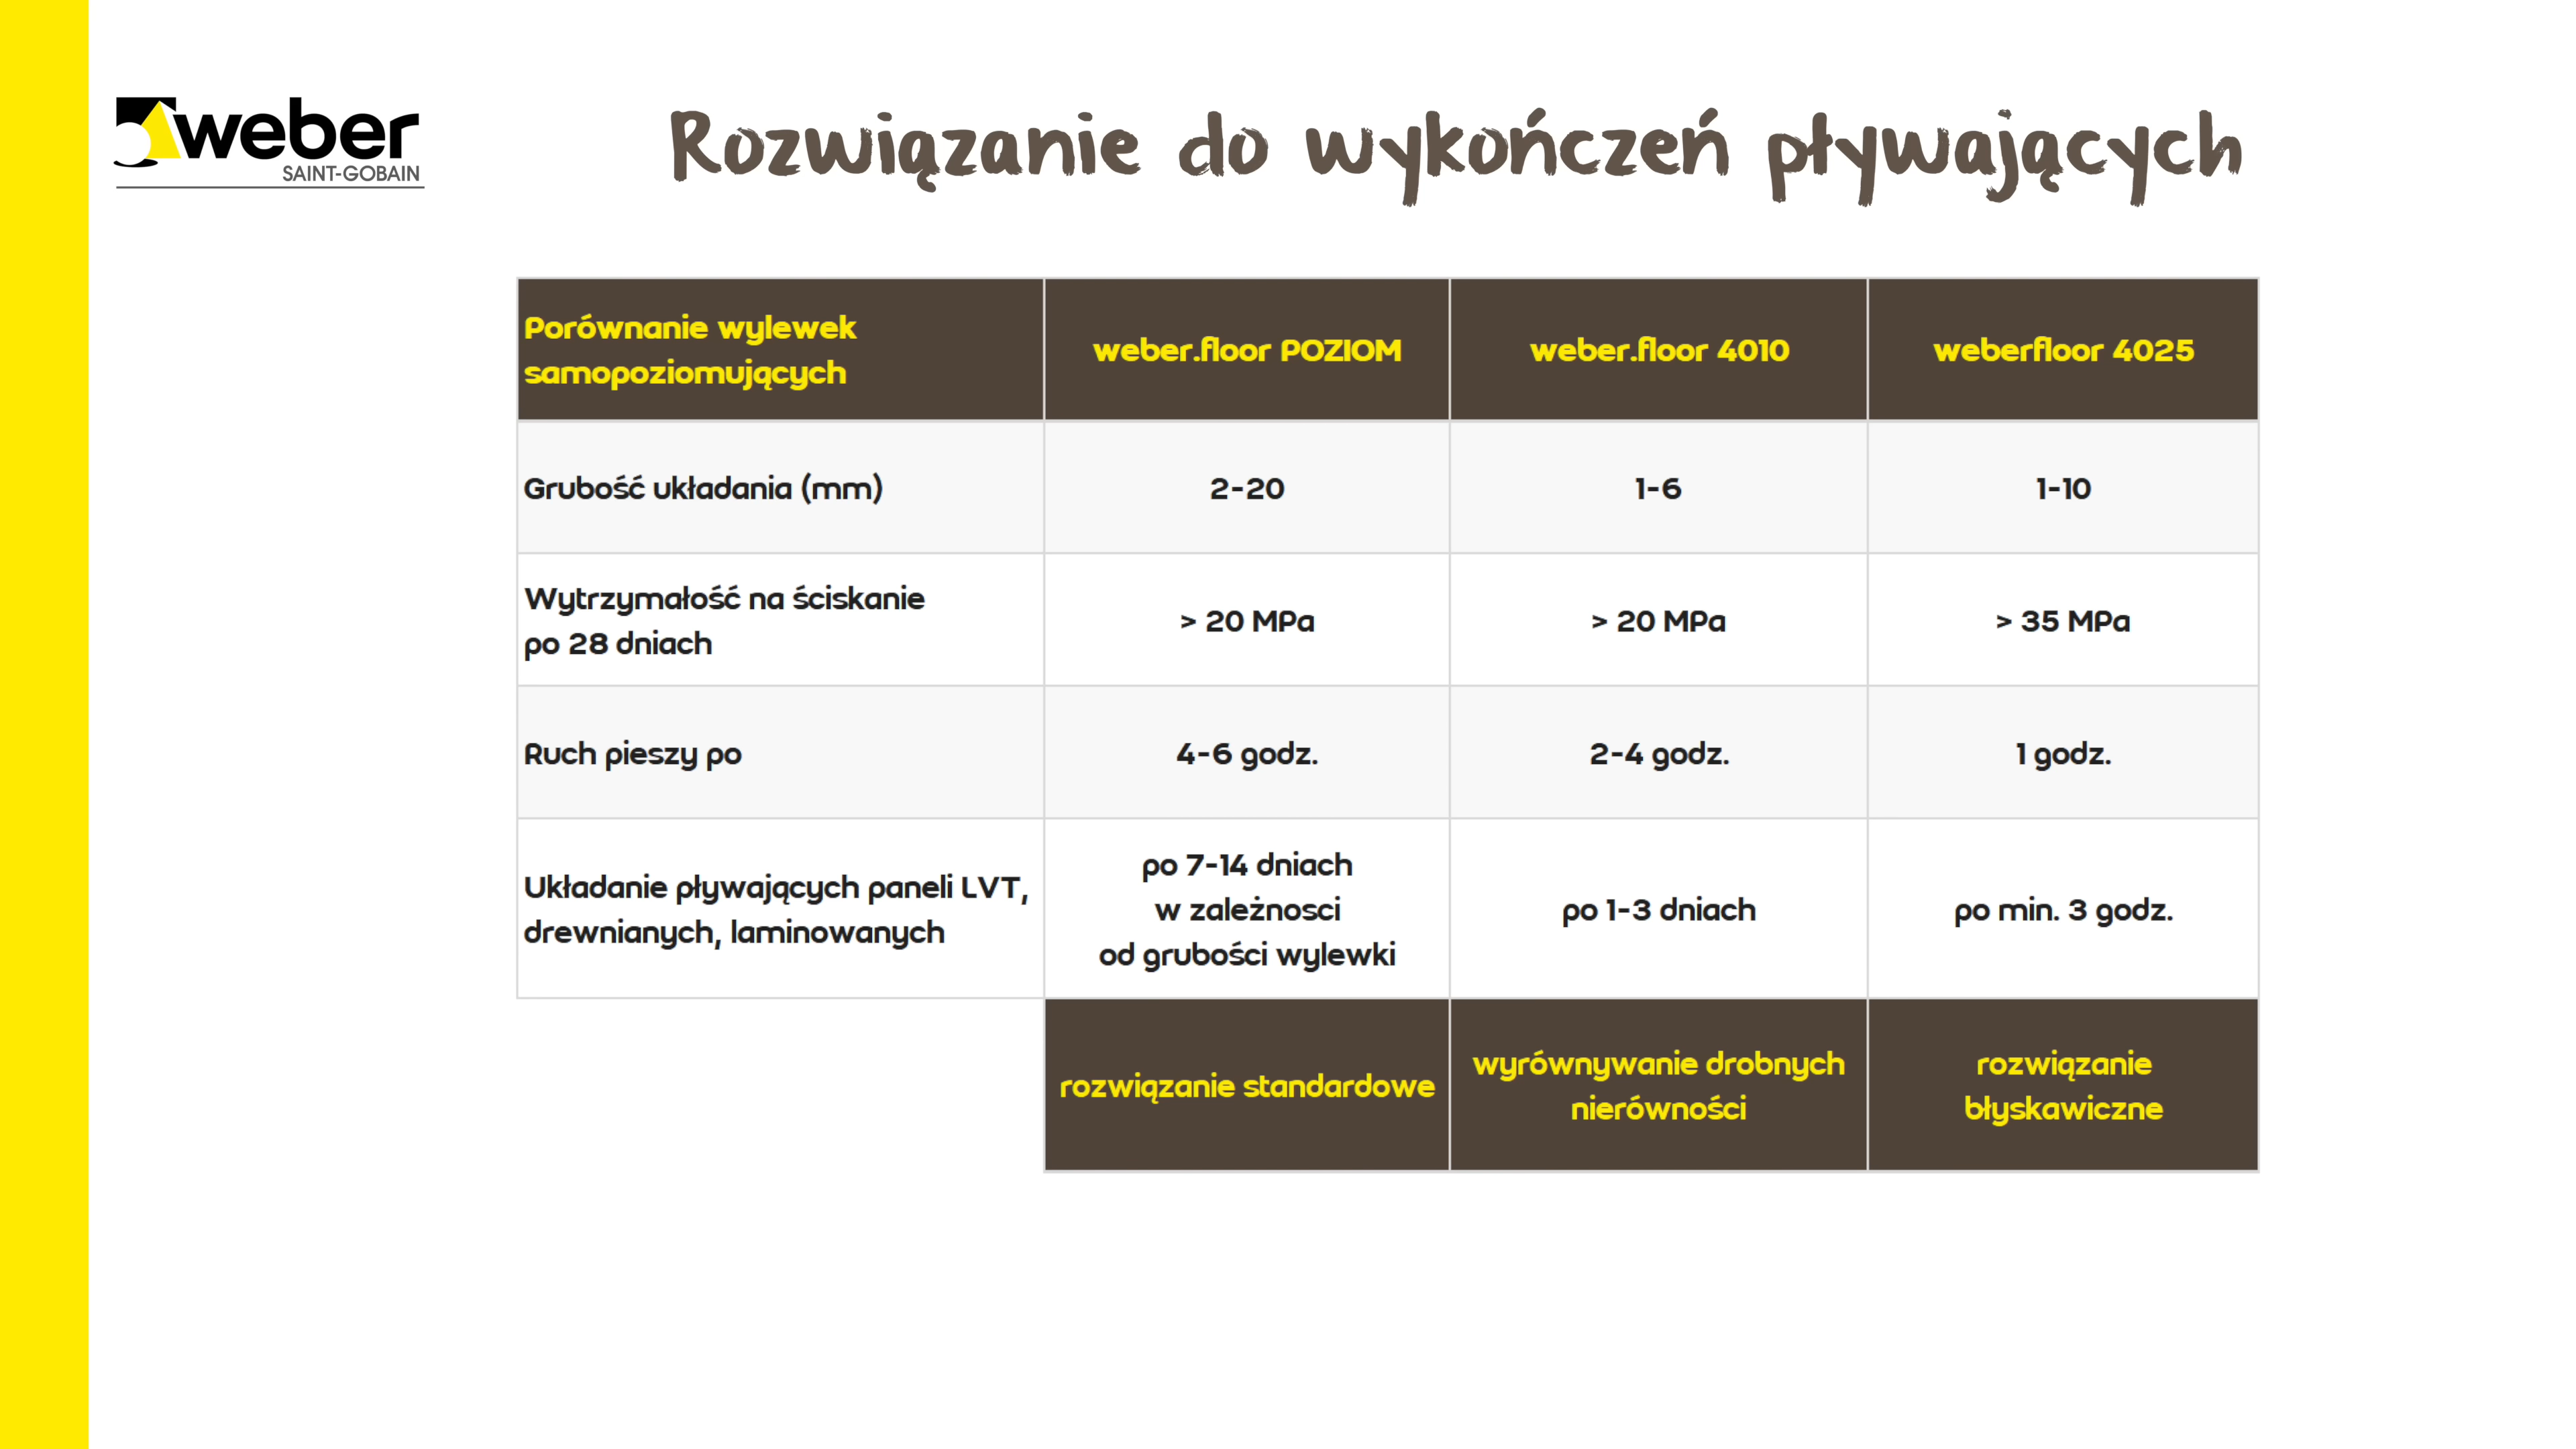 weber
SAINT-GOBAIN
Rozwiązanie do wykończeń pływających
Porównanie wylewek
samopoziomujących
weber.floor POZIOM
weber.floor 4010
weberfloor 4025
Grubość układania (mm)
2-20
1-6
1-10
Wytrzymałość na ściskanie
po 28 dniach
> 20 MPa
> 20 MPa
> 35 MPa
Ruch pieszy po
4-6 godz.
2-4 godz.
1 godz.
Układanie pływających paneli LVT,
drewnianych, laminowanych
po 7-14 dniach
w zależnosci
od grubości wylewki
po 1-3 dniach
po min. 3 godz.
rozwiązanie standardowe
wyrównywanie drobnych
nierówności
rozwiązanie
błyskawiczne